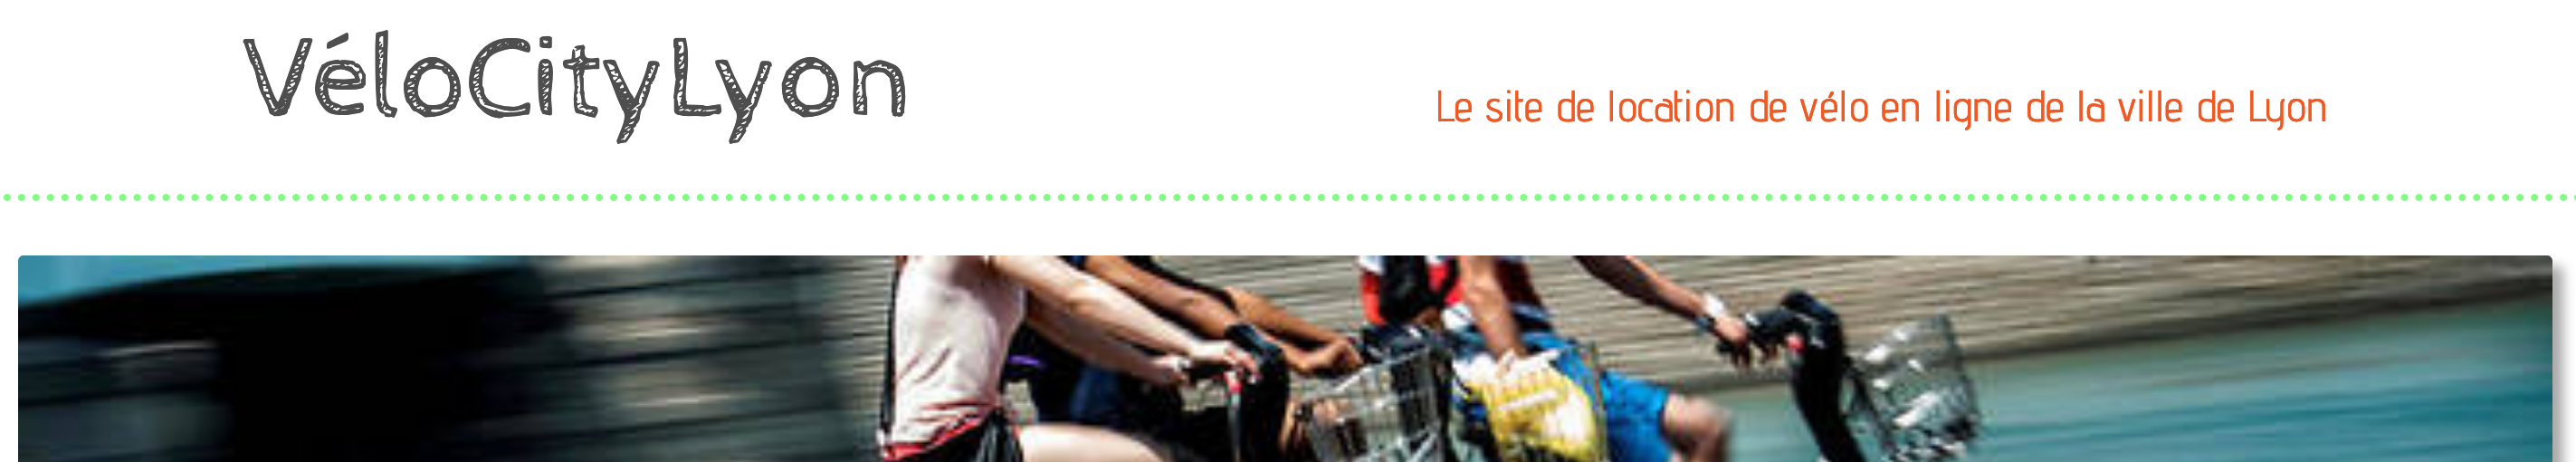 VéloCityLyon
Le site de location de vélo en ligne de la ville de Lyon